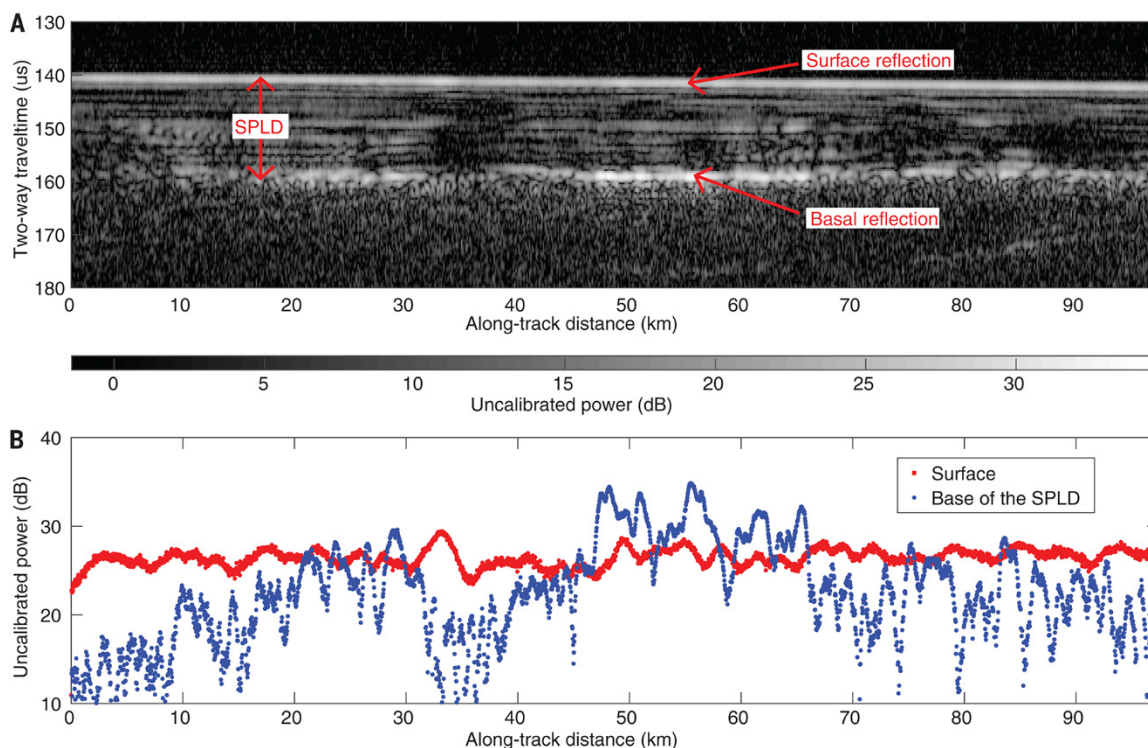 A
130
140
150
160
170
180
Two-way traveltime (us)
Surface reflection
SPLD
Basal reflection
0 10 20 30 40 50 60 70 80 90
Along-track distance (km)
0 5 10 15 20 25 30
Uncalibrated power (dB)
B
40
30
20
10
Uncalibrated power (dB)
Surface
Base of the SPLD
0 10 20 30 40 50 60 70 80 90
Along-track distance (km)